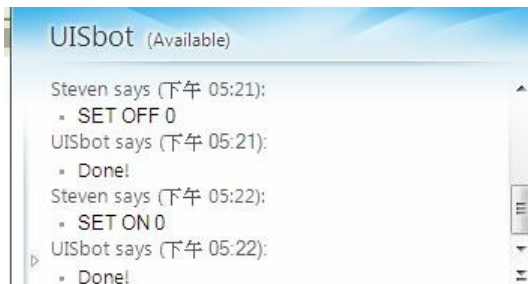 UISbot (Available)
Steven says (下午 05:21):
SET OFF 0
UISbot says (下午 05:21):
Done!
Steven says (下午 05:22):
SET ON 0
UISbot says (下午 05:22):
Done!